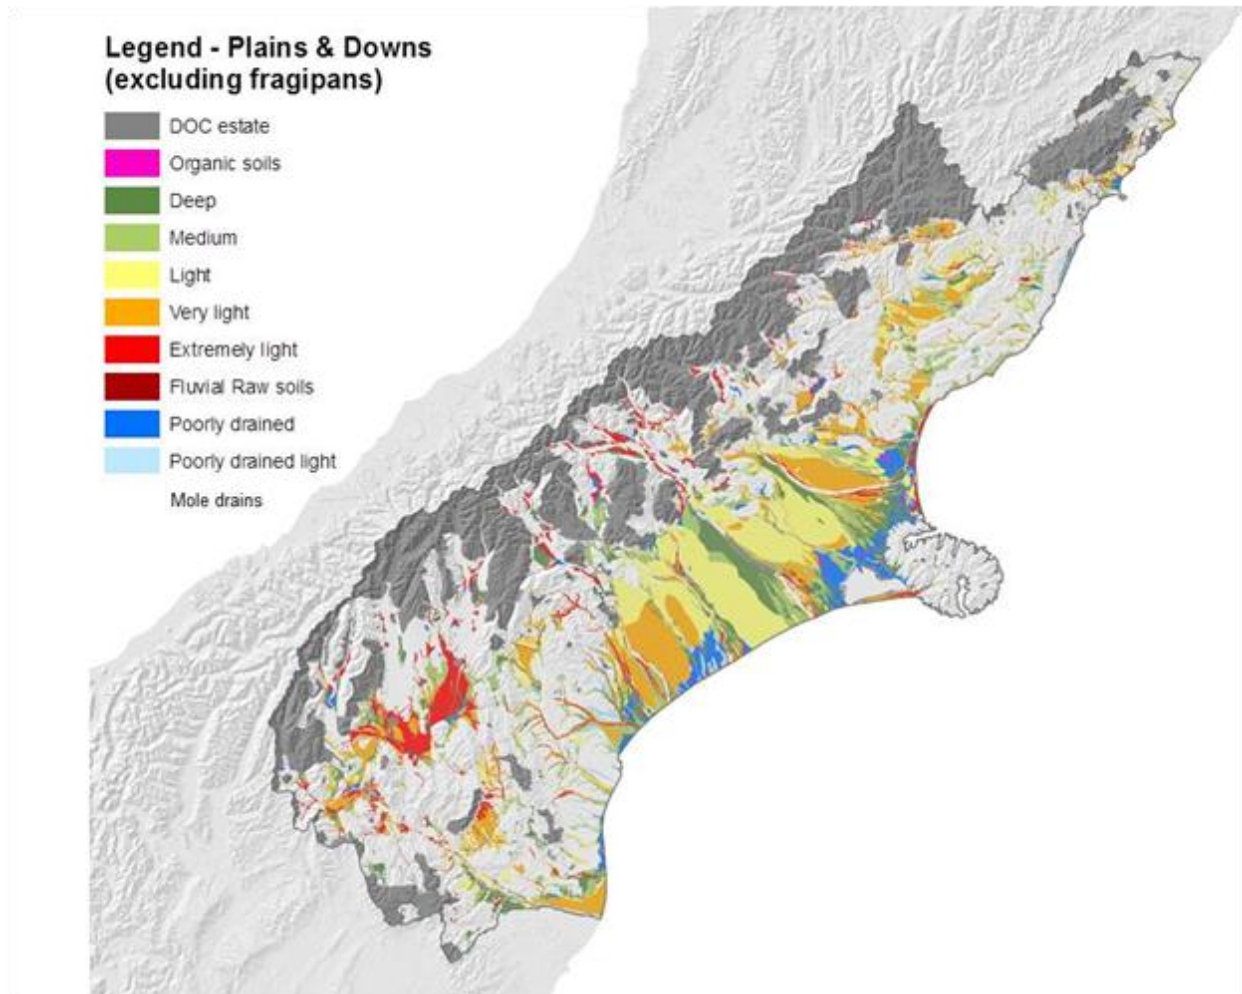 Legend - Plains & Downs
(excluding fragipans)
DOC estate
Organic soils
Deep
Medium
Light
Very light
Extremely light
Fluvial Raw soils
Poorly drained
Poorly drained light
Mole drains